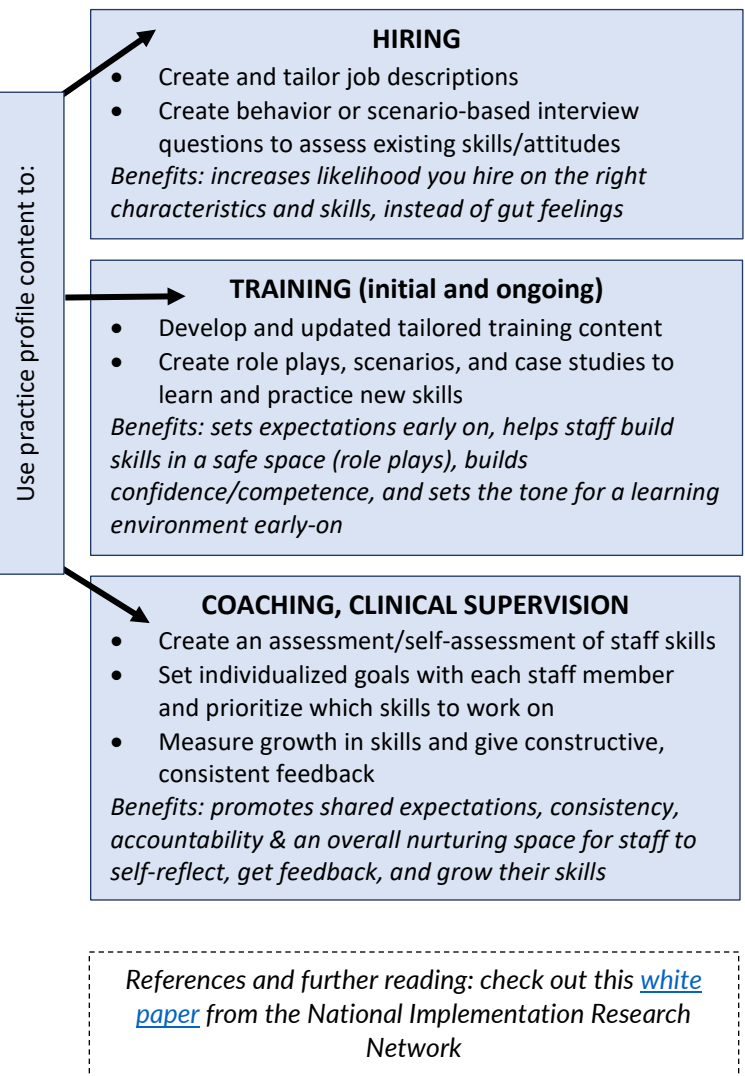 Use practice profile content to:
HIRING
• Create and tailor job descriptions
• Create behavior or scenario-based interview
questions to assess existing skills/attitudes
Benefits: increases likelihood you hire on the right
characteristics and skills, instead of gut feelings
TRAINING (initial and ongoing)
• Develop and updated tailored training content
• Create role plays, scenarios, and case studies to
learn and practice new skills
Benefits: sets expectations early on, helps staff build
skills in a safe space (role plays), builds
confidence/competence, and sets the tone for a learning
environment early-on
COACHING, CLINICAL SUPERVISION
• Create an assessment/self-assessment of staff skills
• Set individualized goals with each staff member
and prioritize which skills to work on
• Measure growth in skills and give constructive,
consistent feedback
Benefits: promotes shared expectations, consistency,
accountability & an overall nurturing space for staff to
self-reflect, get feedback, and grow their skills
References and further reading: check out this white
paper from the National Implementation Research
Network